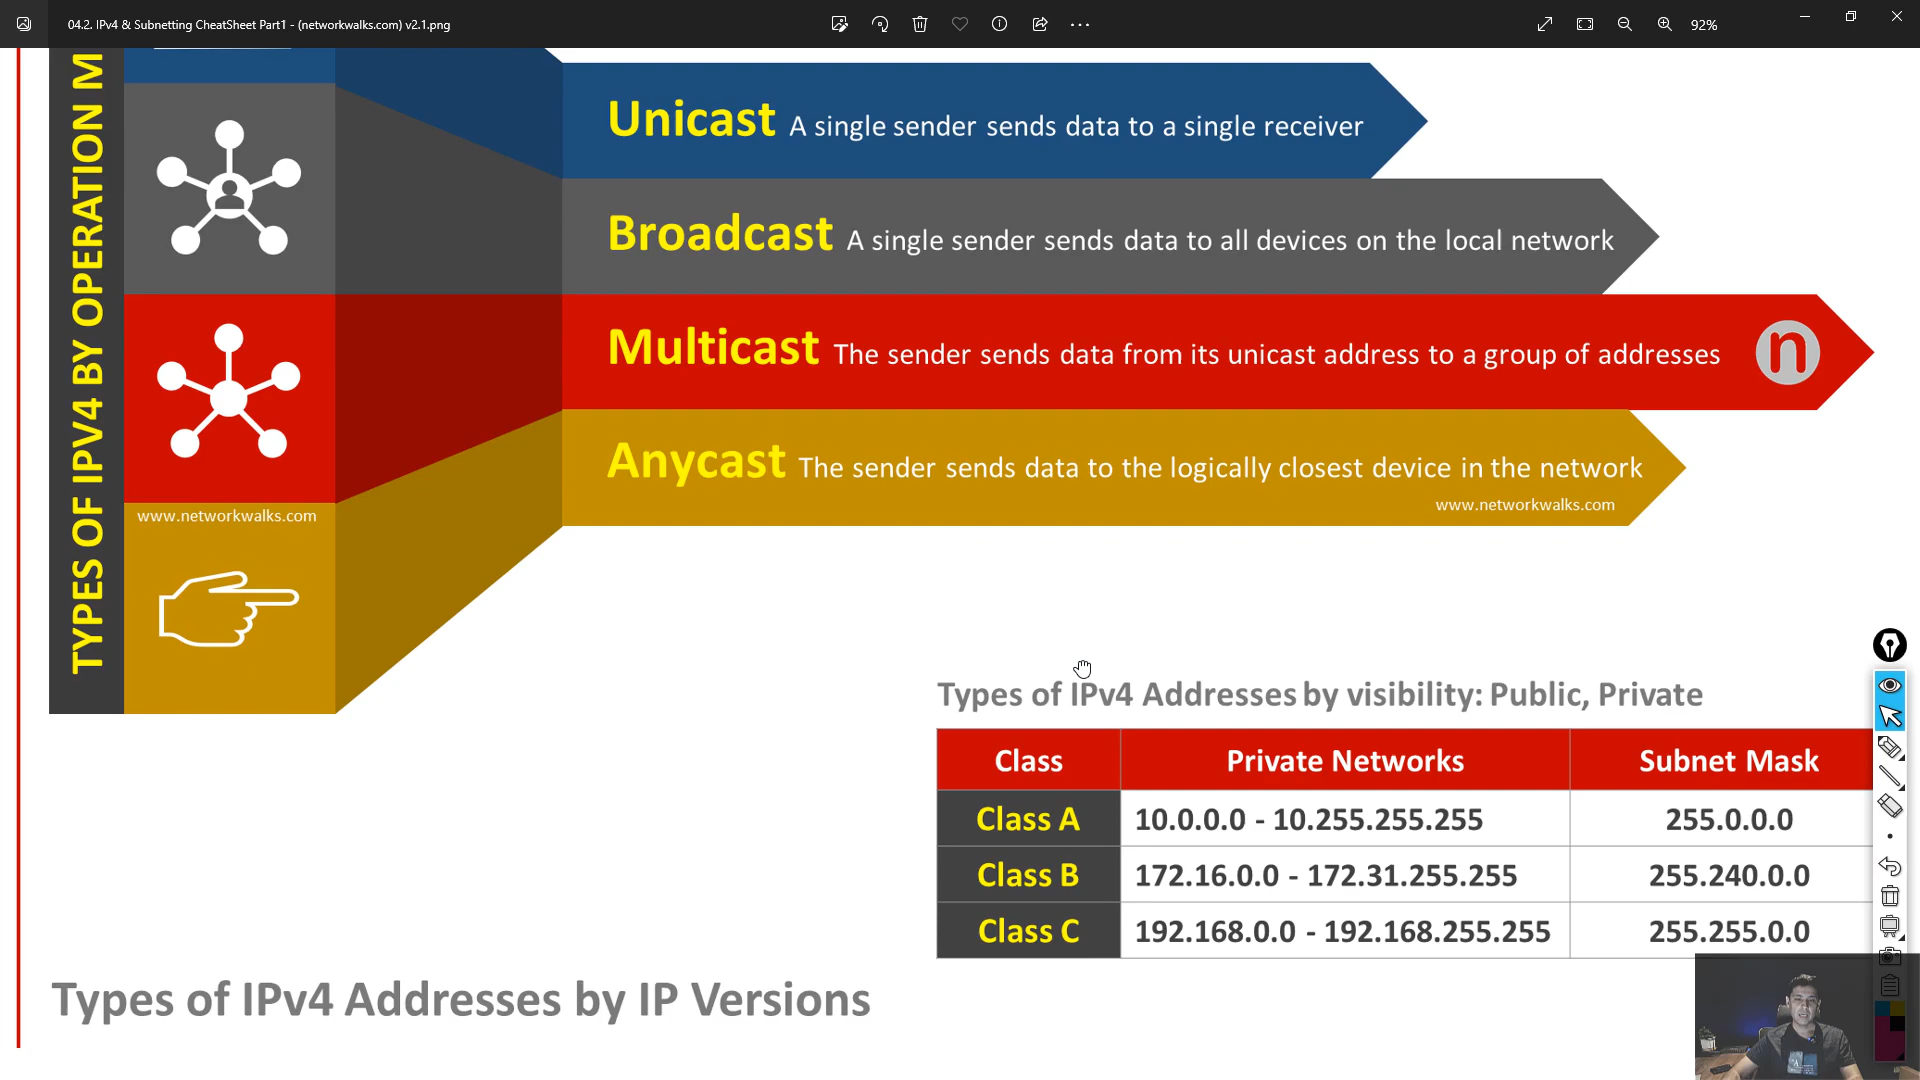 04.2. IPv4 & Subnetting CheatSheet Part1 - (networkwalks.com) v2.1.png
92%
TYPES OF IPV4 BY OPERATION M
Unicast A single sender sends data to a single receiver
Broadcast A single sender sends data to all devices on the local network
Multicast The sender sends data from its unicast address to a group of addresses
n
Anycast The sender sends data to the logically closest device in the network
www.networkwalks.com
www.networkwalks.com
Types of IPv4 Addresses by visibility: Public, Private
Class Private Networks Subnet Mask
Class A 10.0.0.0 - 10.255.255.255 255.0.0.0
Class B 172.16.0.0 - 172.31.255.255 255.240.0.0
Class C 192.168.0.0 - 192.168.255.255 255.255.0.0
Types of IPv4 Addresses by IP Versions